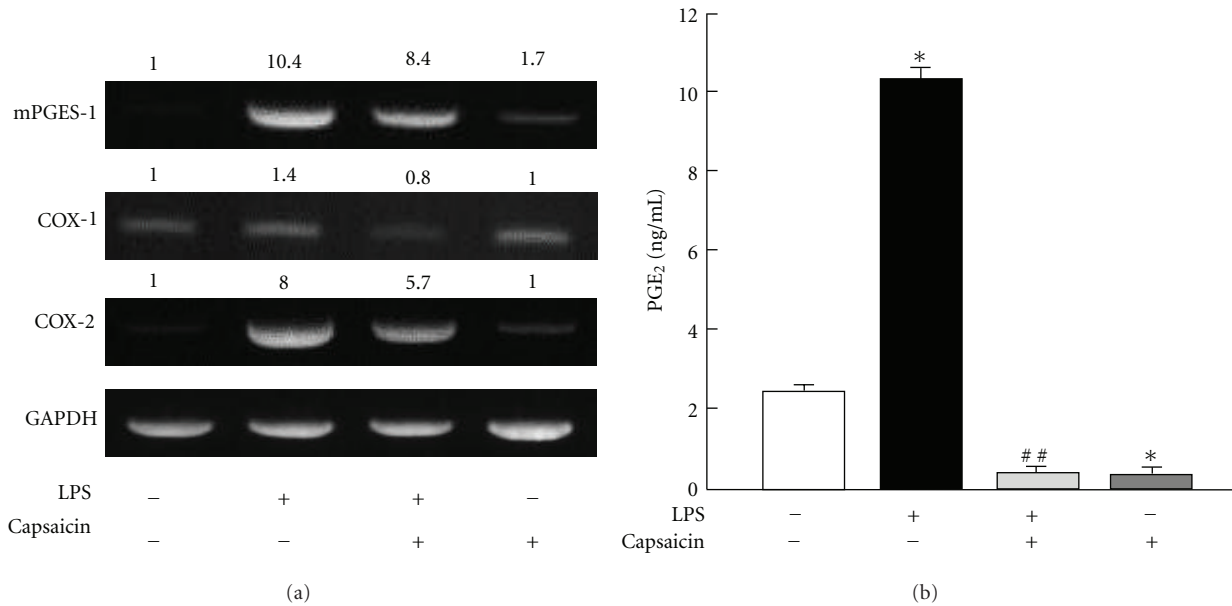 1 10.4 8.4 1.7
mPGES-1
1 1.4 0.8 1
COX-1
1 8 5.7 1
COX-2
GAPDH
LPS − + + −
Capsaicin − − + +
(a)
12
10
8
6
4
2
0
PGE₂ (ng/mL)
* ## *
LPS − + + −
Capsaicin − − + +
(b)